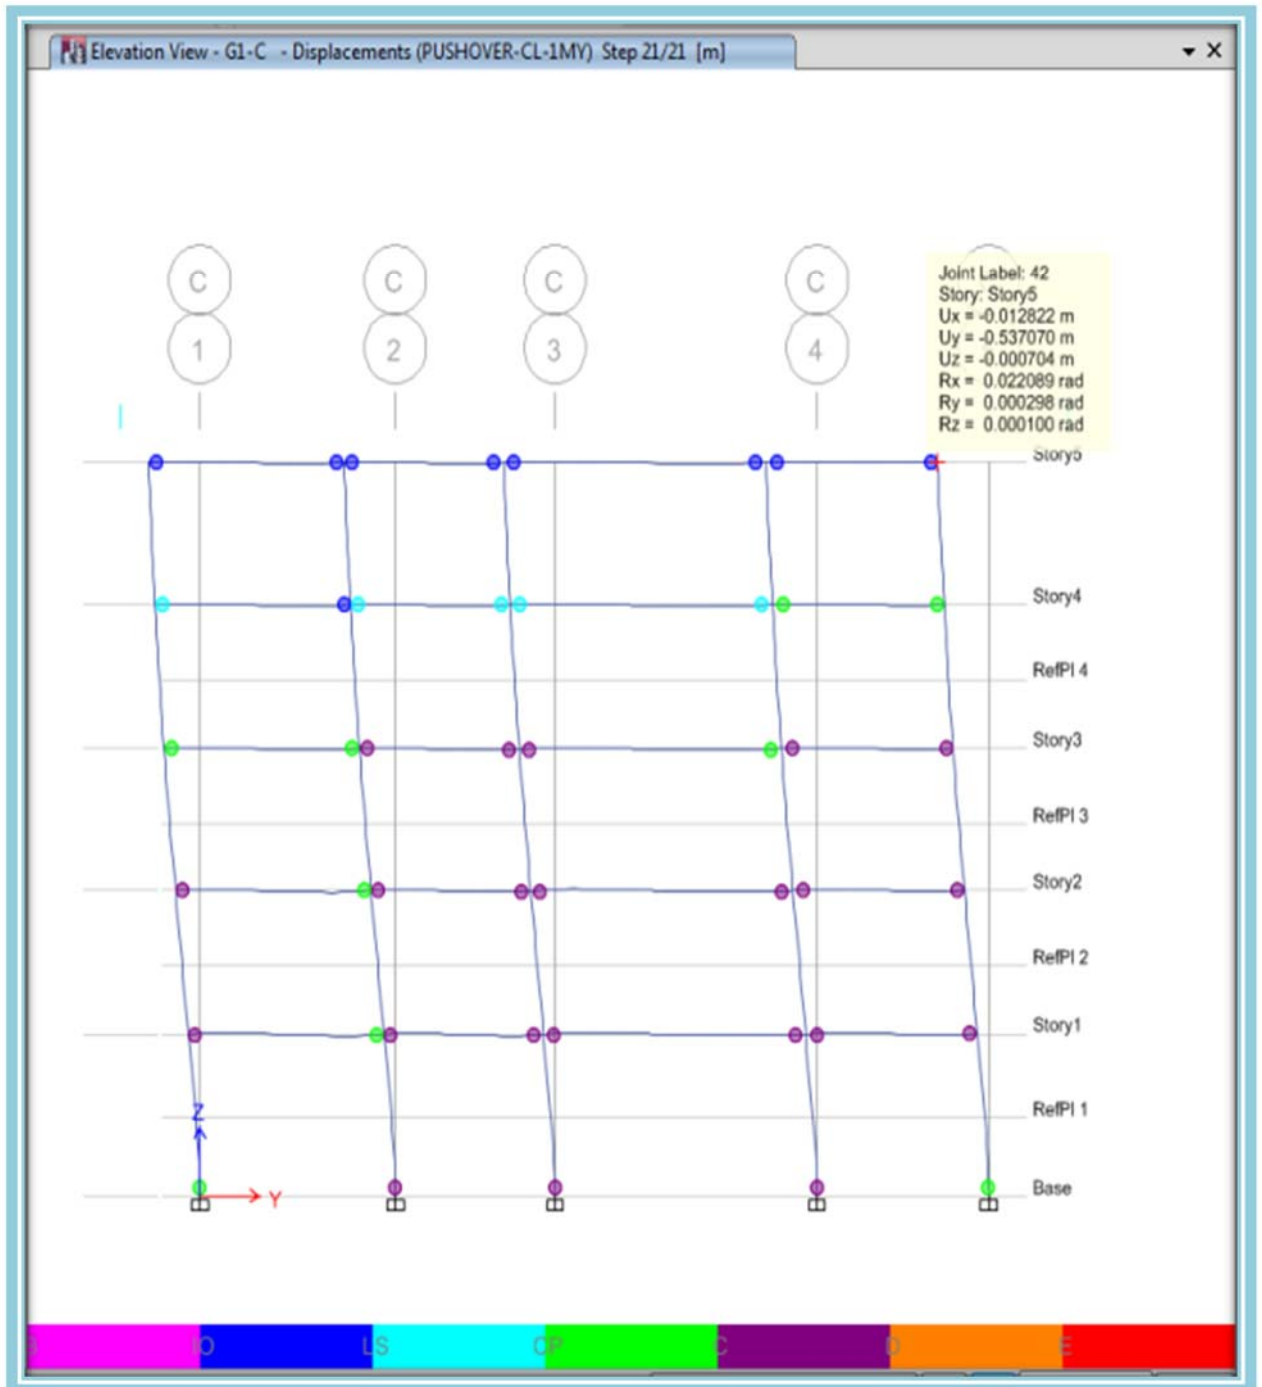 Elevation View - G1-C - Displacements (PUSHOVER-CL-1MY) Step 21/21 [m]
C C C C
1 2 3 4
Joint Label: 42
Story: Story5
Ux = -0.012822 m
Uy = -0.537070 m
Uz = -0.000704 m
Rx = 0.022089 rad
Ry = 0.000298 rad
Rz = 0.000100 rad
Story5
Story4
RefPl 4
Story3
RefPl 3
Story2
RefPl 2
Story1
RefPl 1
Z
Y
Base
B IO LS CP C D E